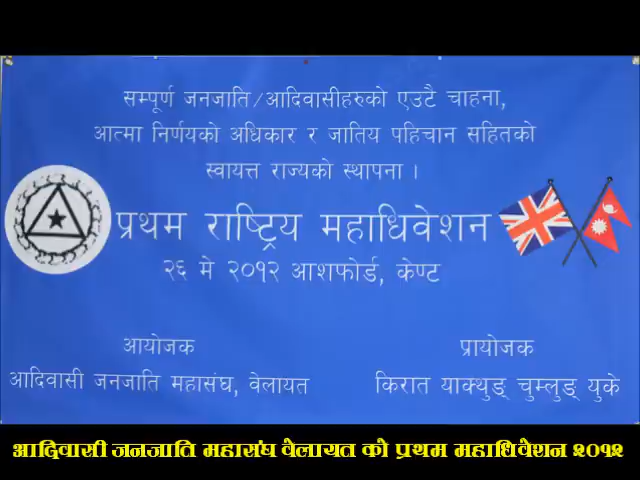 सम्पूर्ण जनजाति/आदिवासीहरुको एउटै चाहना,
आत्मा निर्णयको अधिकार र जातिय पहिचान सहितको
स्वायत्त राज्यको स्थापना ।
प्रथम राष्ट्रिय महाधिवेशन
२६ मे २०१२ आशफोर्ड, केण्ट
आयोजक
प्रायोजक
आदिवासी जनजाति महासंघ, वेलायत
किरात याक्थुङ् चुम्लुङ् युके
आदिवासी जनजाति महासंघ वेलायत को प्रथम महाधिवेशन २०१२